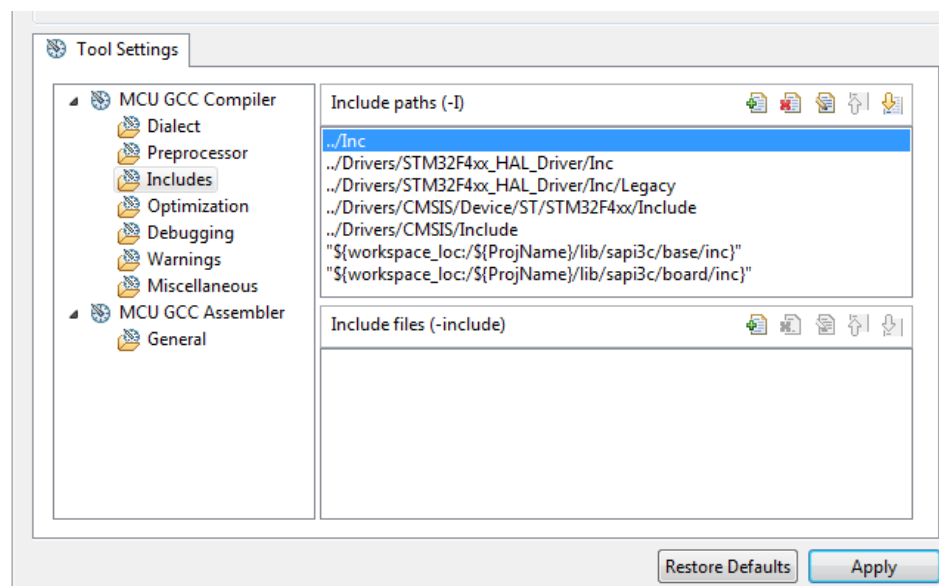 Tool Settings
MCU GCC Compiler
Dialect
Preprocessor
Includes
Optimization
Debugging
Warnings
Miscellaneous
MCU GCC Assembler
General
Include paths (-I)
../Inc
../Drivers/STM32F4xx_HAL_Driver/Inc
../Drivers/STM32F4xx_HAL_Driver/Inc/Legacy
../Drivers/CMSIS/Device/ST/STM32F4xx/Include
../Drivers/CMSIS/Include
"${workspace_loc:/${ProjName}/lib/sapi3c/base/inc}"
"${workspace_loc:/${ProjName}/lib/sapi3c/board/inc}"
Include files (-include)
Restore Defaults
Apply